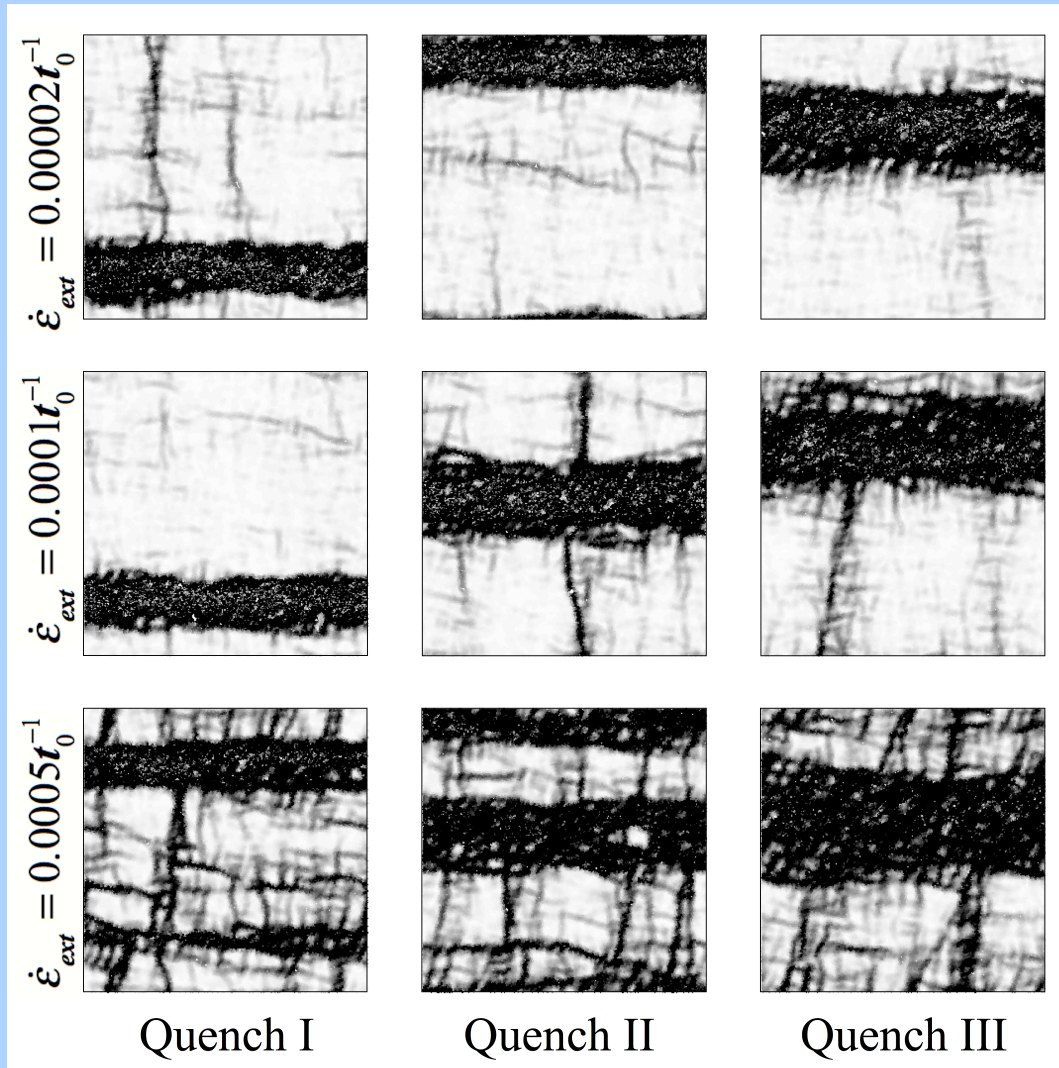 ε̇ₑₓₜ = 0.00002t₀⁻¹
ε̇ₑₓₜ = 0.0001t₀⁻¹
ε̇ₑₓₜ = 0.0005t₀⁻¹
Quench I Quench II Quench III